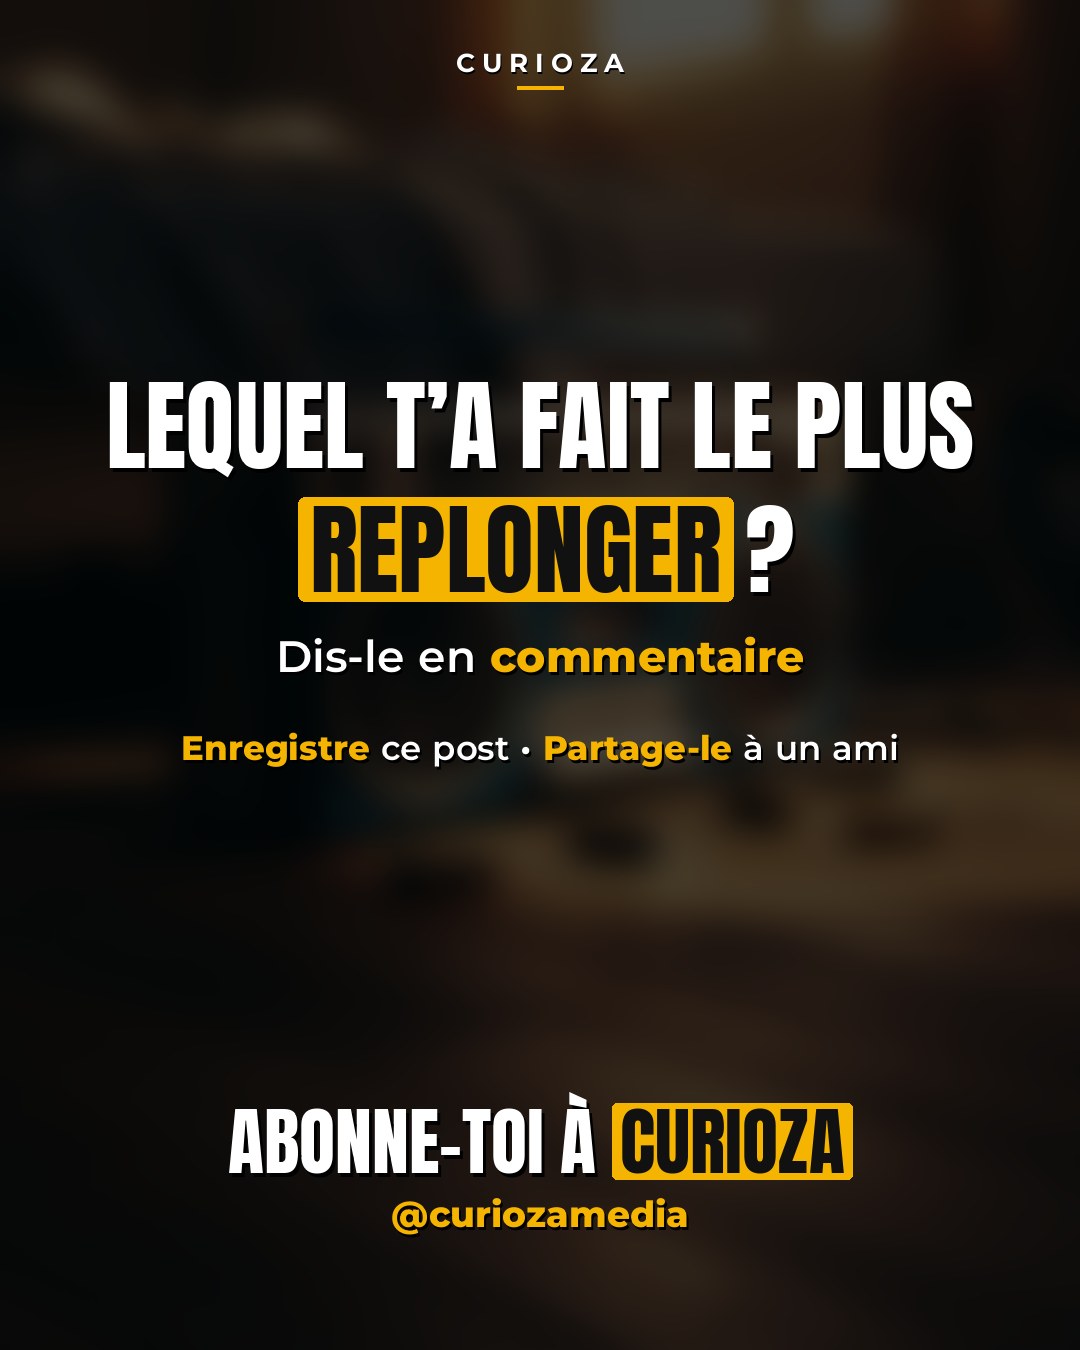 CURIOZA
LEQUEL T’A FAIT LE PLUS
REPLONGER ?
Dis-le en commentaire
Enregistre ce post • Partage-le à un ami
ABONNE-TOI À CURIOZA
@curiozamedia